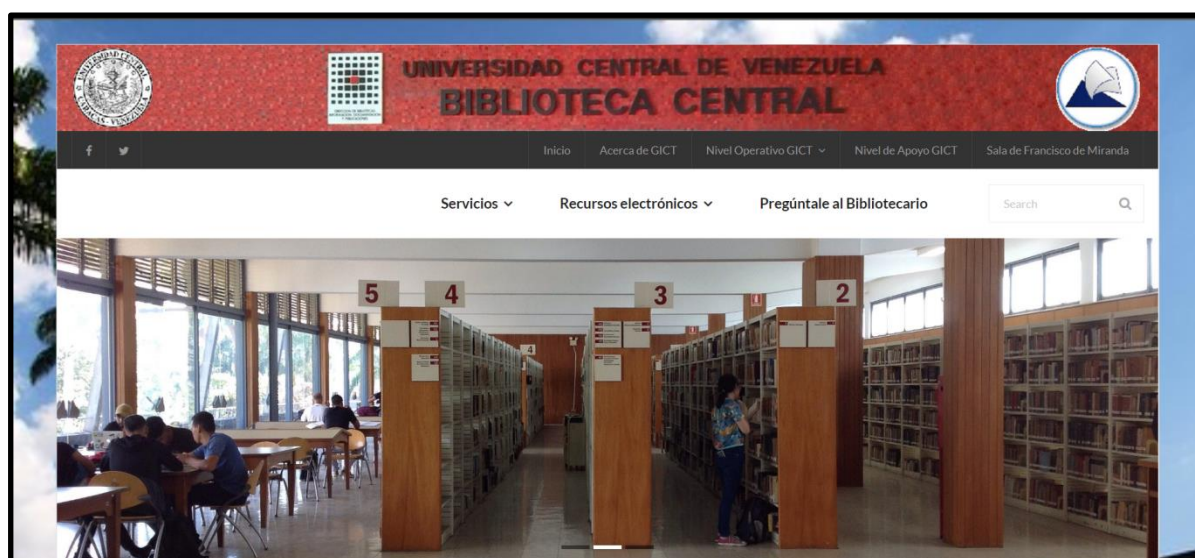 UNIVERSIDAD CENTRAL DE VENEZUELA
BIBLIOTECA CENTRAL
Inicio Acerca de GICT Nivel Operativo GICT Nivel de Apoyo GICT Sala de Francisco de Miranda
Servicios Recursos electrónicos Pregúntale al Bibliotecario Search
5 4 3 2
4